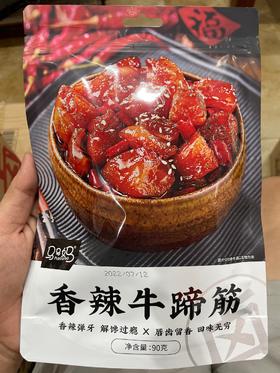 福
2022/07/12
香辣牛蹄筋
香辣弹牙 解馋过瘾 × 唇齿留香 回味无穷
净含量:90克